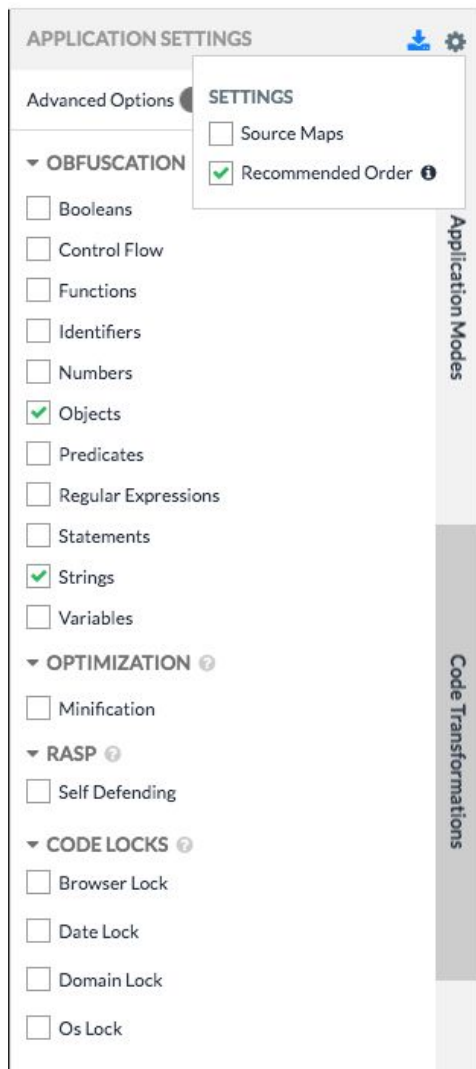 APPLICATION SETTINGS
Advanced Options
SETTINGS
Source Maps
Recommended Order
OBFUSCATION
Booleans
Control Flow
Functions
Identifiers
Numbers
Objects
Predicates
Regular Expressions
Statements
Strings
Variables
OPTIMIZATION
Minification
RASP
Self Defending
CODE LOCKS
Browser Lock
Date Lock
Domain Lock
Os Lock
Application Modes
Code Transformations